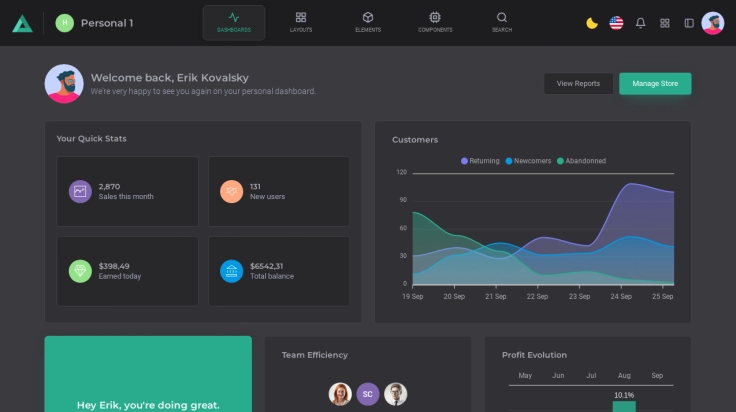 H Personal 1
DASHBOARDS
LAYOUTS
ELEMENTS
COMPONENTS
SEARCH
Welcome back, Erik Kovalsky
We're very happy to see you again on your personal dashboard.
View Reports
Manage Store
Your Quick Stats
2,870
Sales this month
131
New users
$398,49
Earned today
$6542,31
Total balance
Customers
Returning Newcomers Abandonned
120
90
60
30
0
19 Sep 20 Sep 21 Sep 22 Sep 23 Sep 24 Sep 25 Sep
Hey Erik, you're doing great.
Team Efficiency
SC
Profit Evolution
May Jun Jul Aug Sep
10.1%